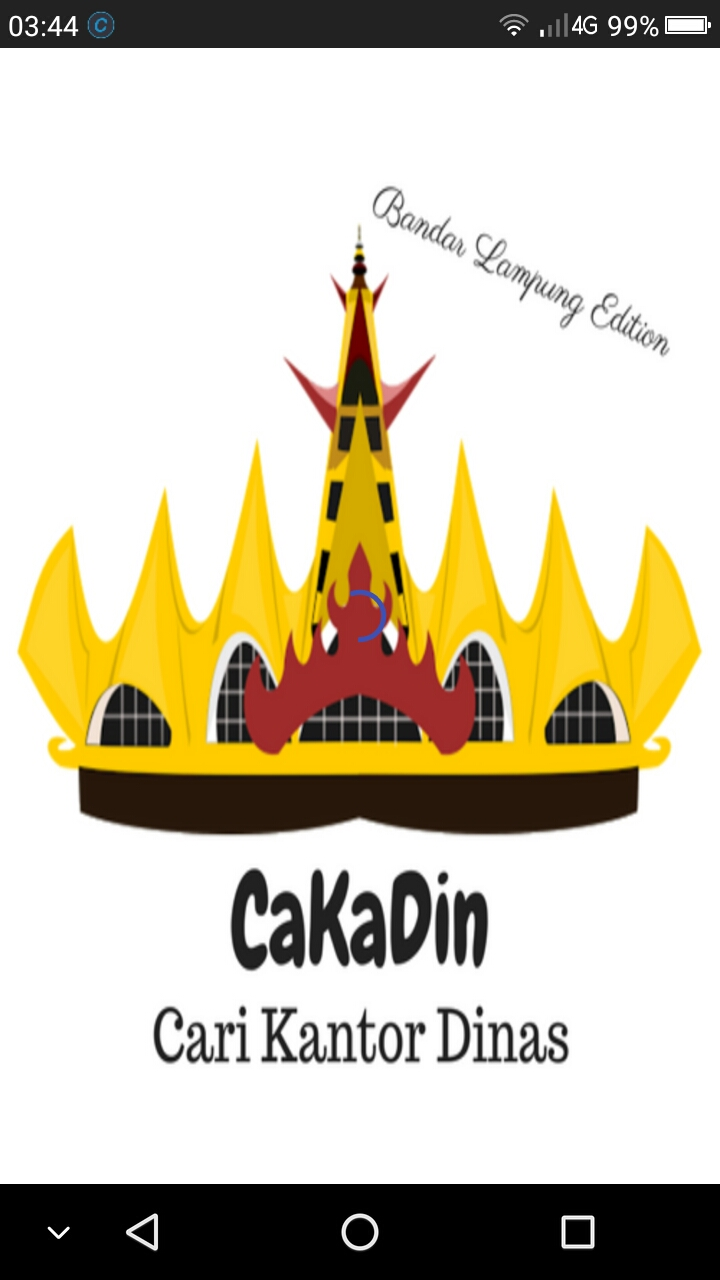 03:44 C 4G 99%
Bandar Lampung Edition
CaKaDin
Cari Kantor Dinas